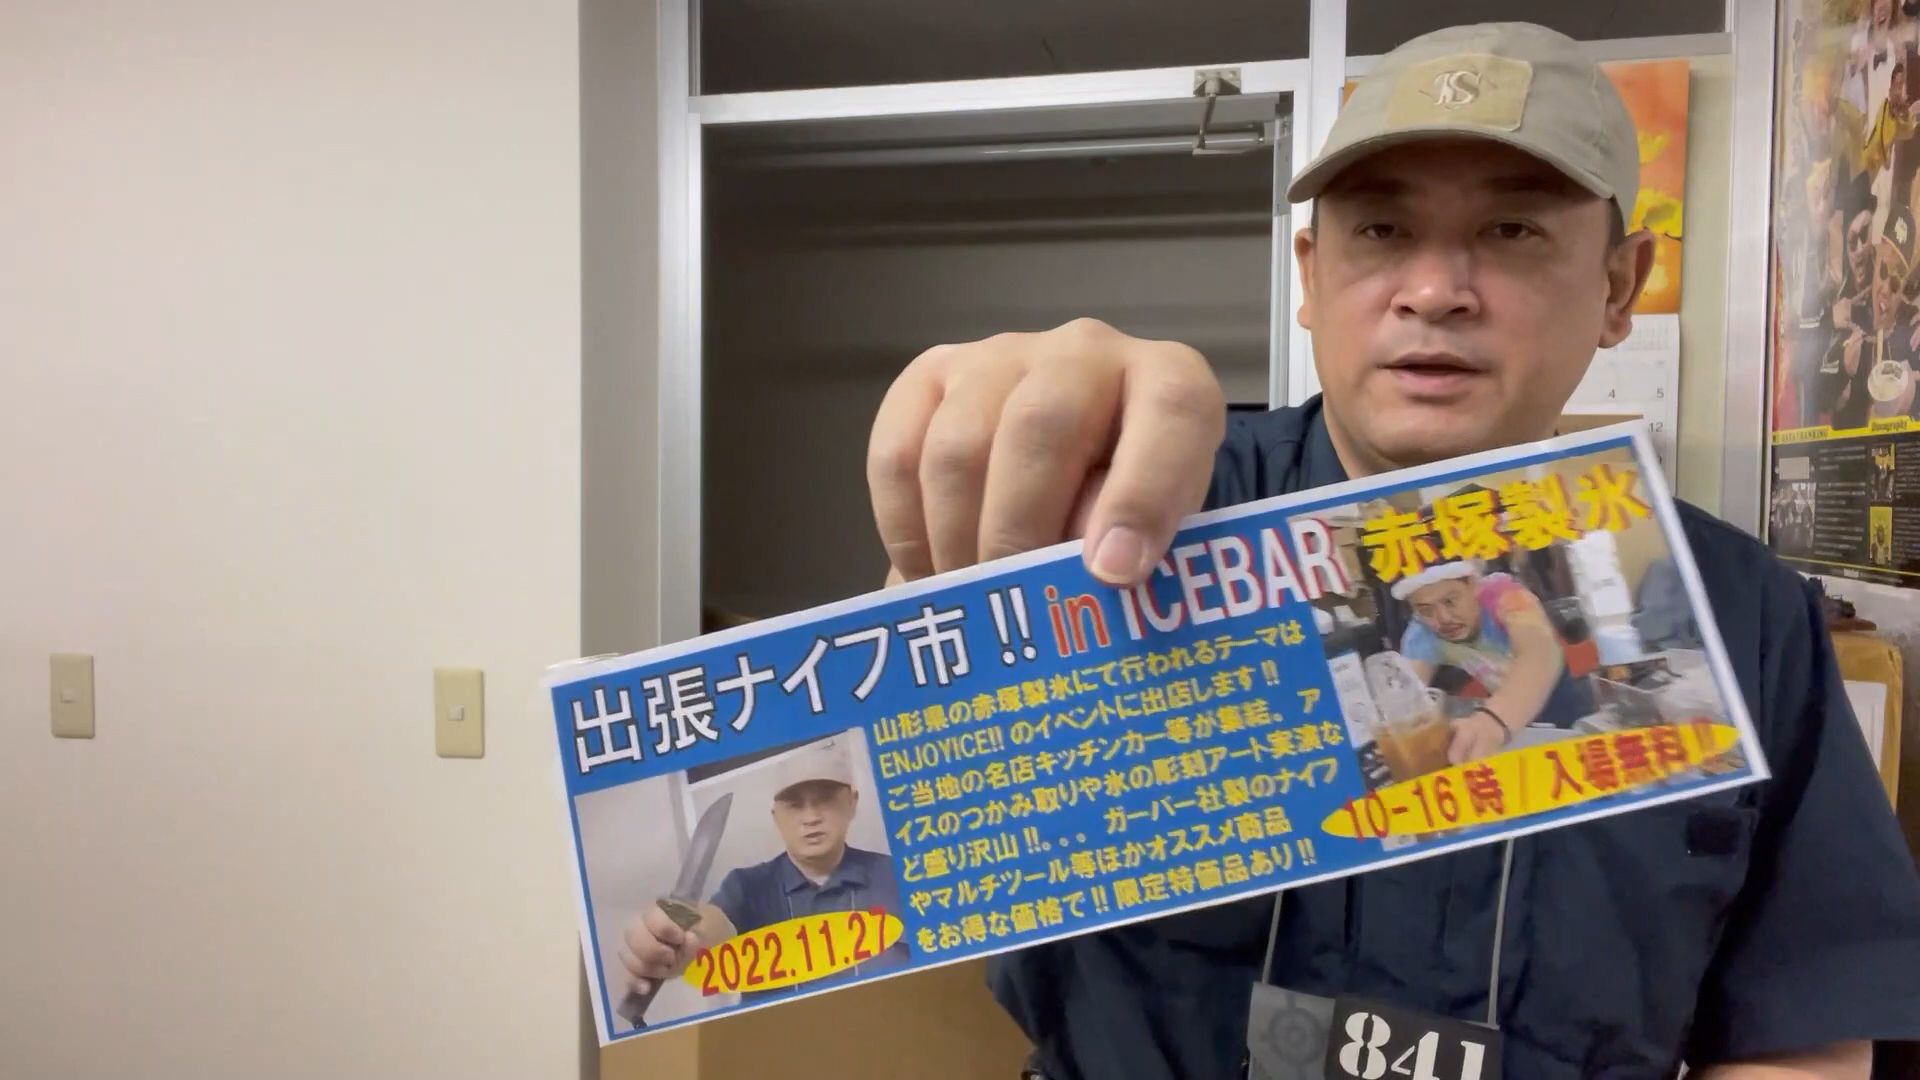 出張ナイフ市!! in ICEBAR
赤塚製氷
山形県の赤塚製氷にて行われるテーマは
ENJOYICE!! のイベントに出店します!!
ご当地の名店キッチンカー等が集結。ア
イスのつかみ取りや氷の彫刻アート実演な
ど盛り沢山!!。。。ガーバー社製のナイフ
やマルチツール等ほかオススメ商品
をお得な価格で!!限定特価品あり!!
2022.11.27
10-16時/入場無料!!
841
4
5
12